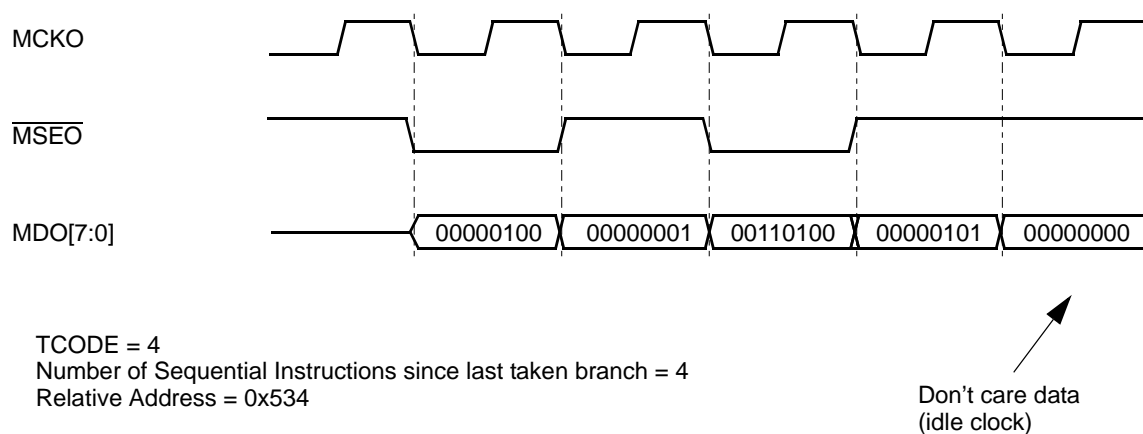 MCKO
MSEO
MDO[7:0]
00000100 00000001 00110100 00000101 00000000
TCODE = 4
Number of Sequential Instructions since last taken branch = 4
Relative Address = 0x534
Don't care data
(idle clock)